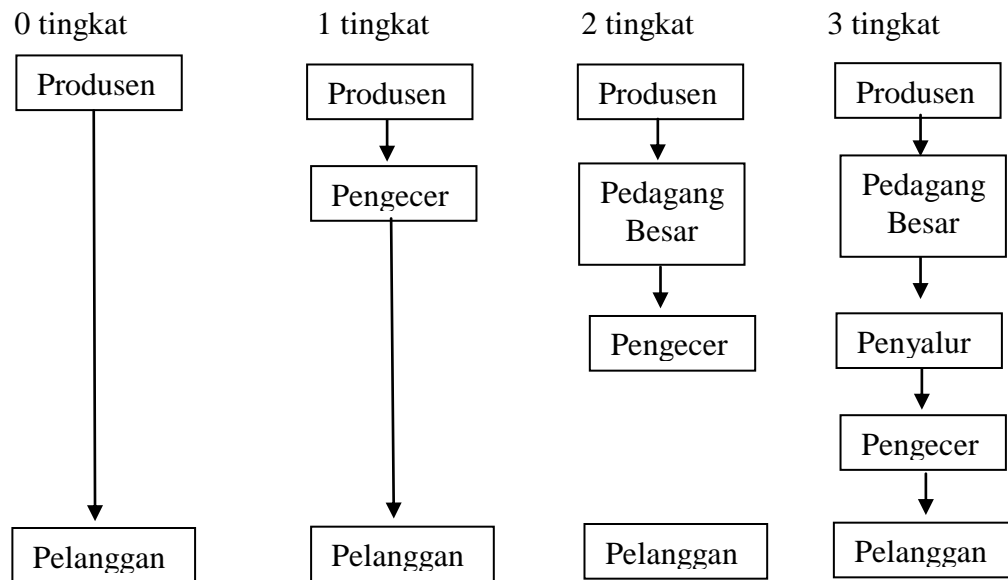 0 tingkat
Produsen
Pelanggan
1 tingkat
Produsen
Pengecer
Pelanggan
2 tingkat
Produsen
Pedagang
Besar
Pengecer
Pelanggan
3 tingkat
Produsen
Pedagang
Besar
Penyalur
Pengecer
Pelanggan